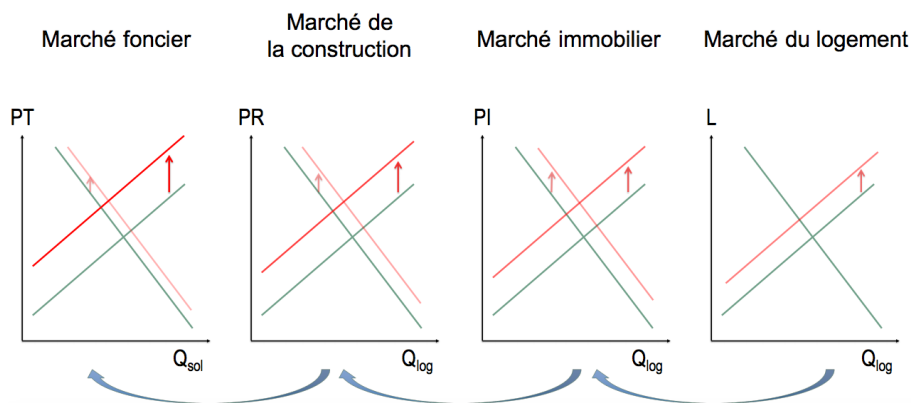 Marché foncier
Marché de
la construction
Marché immobilier
Marché du logement
PT
PR
PI
L
Qsol
Qlog
Qlog
Qlog